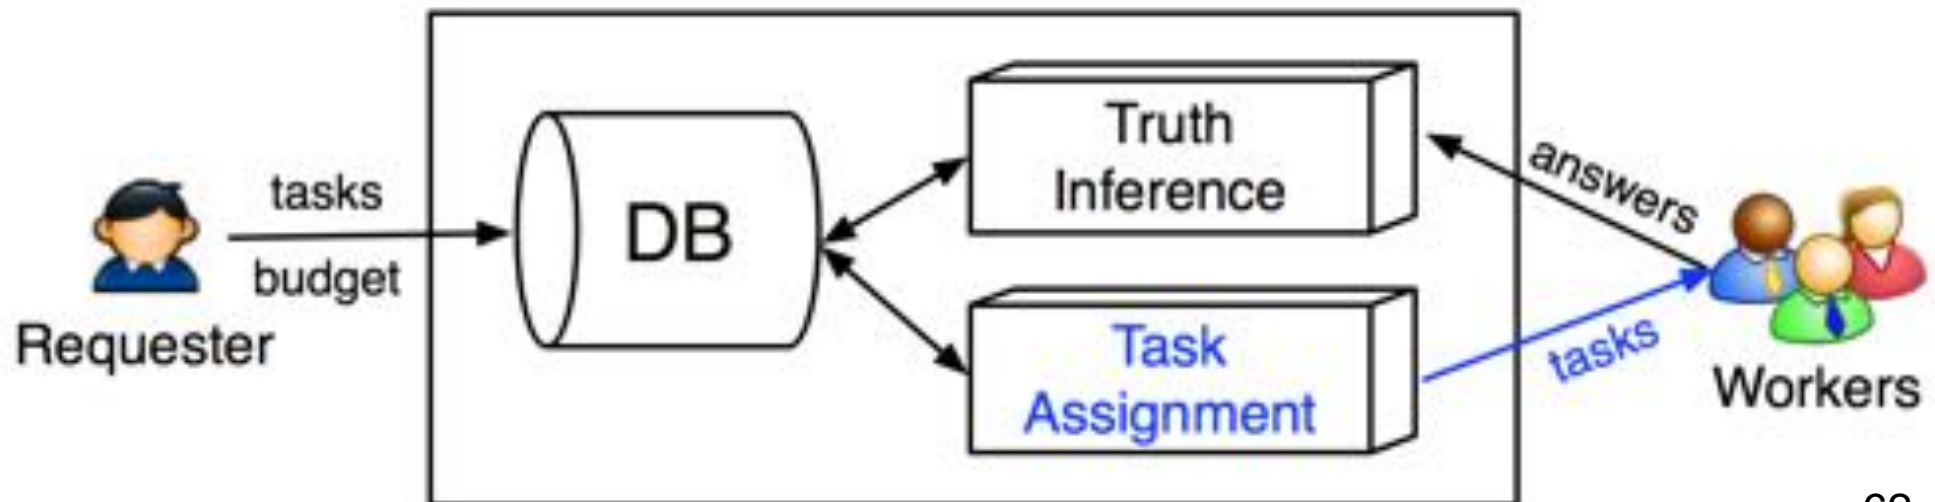 tasks
budget
Requester
DB
Truth
Inference
Task
Assignment
answers
tasks
Workers